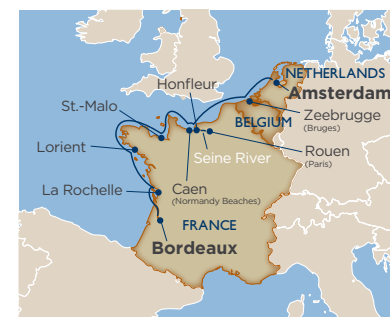 Honfleur
NETHERLANDS
Amsterdam
St.-Malo
Zeebrugge
(Bruges)
BELGIUM
Lorient
Seine River
Rouen
(Paris)
La Rochelle
Caen
(Normandy Beaches)
FRANCE
Bordeaux